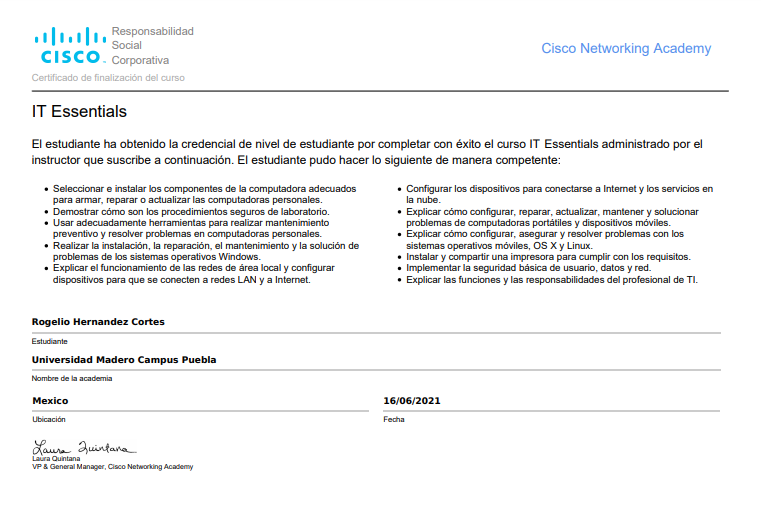 Responsabilidad
Social
Corporativa
CISCO
Cisco Networking Academy
Certificado de finalización del curso
IT Essentials
El estudiante ha obtenido la credencial de nivel de estudiante por completar con éxito el curso IT Essentials administrado por el
instructor que suscribe a continuación. El estudiante pudo hacer lo siguiente de manera competente:
• Seleccionar e instalar los componentes de la computadora adecuados
para armar, reparar o actualizar las computadoras personales.
• Demostrar cómo son los procedimientos seguros de laboratorio.
• Usar adecuadamente herramientas para realizar mantenimiento
preventivo y resolver problemas en computadoras personales.
• Realizar la instalación, la reparación, el mantenimiento y la solución de
problemas de los sistemas operativos Windows.
• Explicar el funcionamiento de las redes de área local y configurar
dispositivos para que se conecten a redes LAN y a Internet.
• Configurar los dispositivos para conectarse a Internet y los servicios en
la nube.
• Explicar cómo configurar, reparar, actualizar, mantener y solucionar
problemas de computadoras portátiles y dispositivos móviles.
• Explicar cómo configurar, asegurar y resolver problemas con los
sistemas operativos móviles, OS X y Linux.
• Instalar y compartir una impresora para cumplir con los requisitos.
• Implementar la seguridad básica de usuario, datos y red.
• Explicar las funciones y las responsabilidades del profesional de TI.
Rogelio Hernandez Cortes
Estudiante
Universidad Madero Campus Puebla
Nombre de la academia
Mexico
Ubicación
16/06/2021
Fecha
Laura Quintana
Laura Quintana
VP & General Manager, Cisco Networking Academy